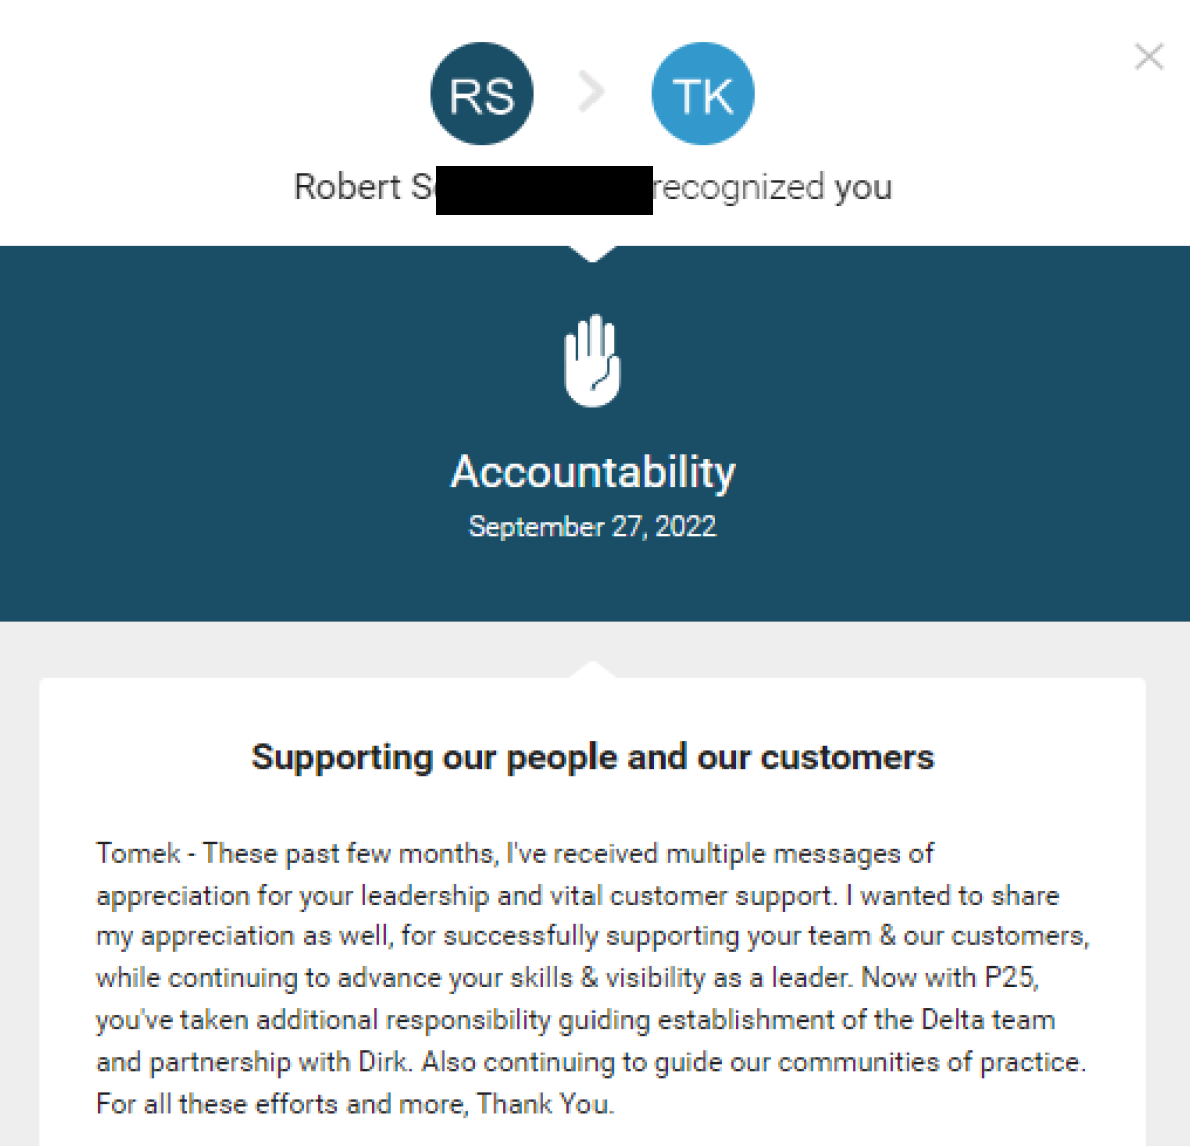 RS TK
Robert recognized you
Accountability
September 27, 2022
Supporting our people and our customers
Tomek - These past few months, I've received multiple messages of
appreciation for your leadership and vital customer support. I wanted to share
my appreciation as well, for successfully supporting your team & our customers,
while continuing to advance your skills & visibility as a leader. Now with P25,
you've taken additional responsibility guiding establishment of the Delta team
and partnership with Dirk. Also continuing to guide our communities of practice.
For all these efforts and more, Thank You.